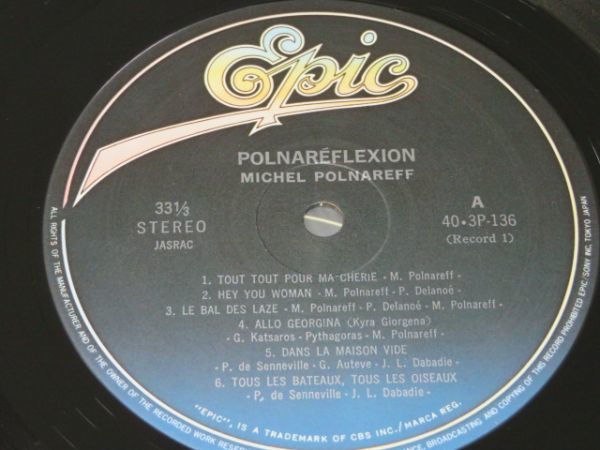 Epic
POLNARÉFLEXION
MICHEL POLNAREFF
33⅓
STEREO
JASRAC
A
40・3P-136
(Record 1)
1. TOUT TOUT POUR MA CHERIE - M. Polnareff -
2. HEY YOU WOMAN - M. Polnareff - P. Delanoë -
3. LE BAL DES LAZE - M. Polnareff - P. Delanoë - M. Polnareff -
4. ALLO GEORGINA (Kyra Giorgena)
- G. Katsaros - Pythagoras - M. Polnareff -
5. DANS LA MAISON VIDE
- P. de Senneville - G. Auteve - J. L. Dabadie -
6. TOUS LES BATEAUX, TOUS LES OISEAUX
- P. de Senneville - J. L. Dabadie -
"EPIC", IS A TRADEMARK OF CBS INC./MARCA REG.
ALL RIGHTS OF THE MANUFACTURER AND OF THE OWNER OF THE RECORDED WORK RESERVED
BROADCASTING AND COPYING OF THIS RECORD PROHIBITED EPIC/SONY INC. TOKYO JAPAN